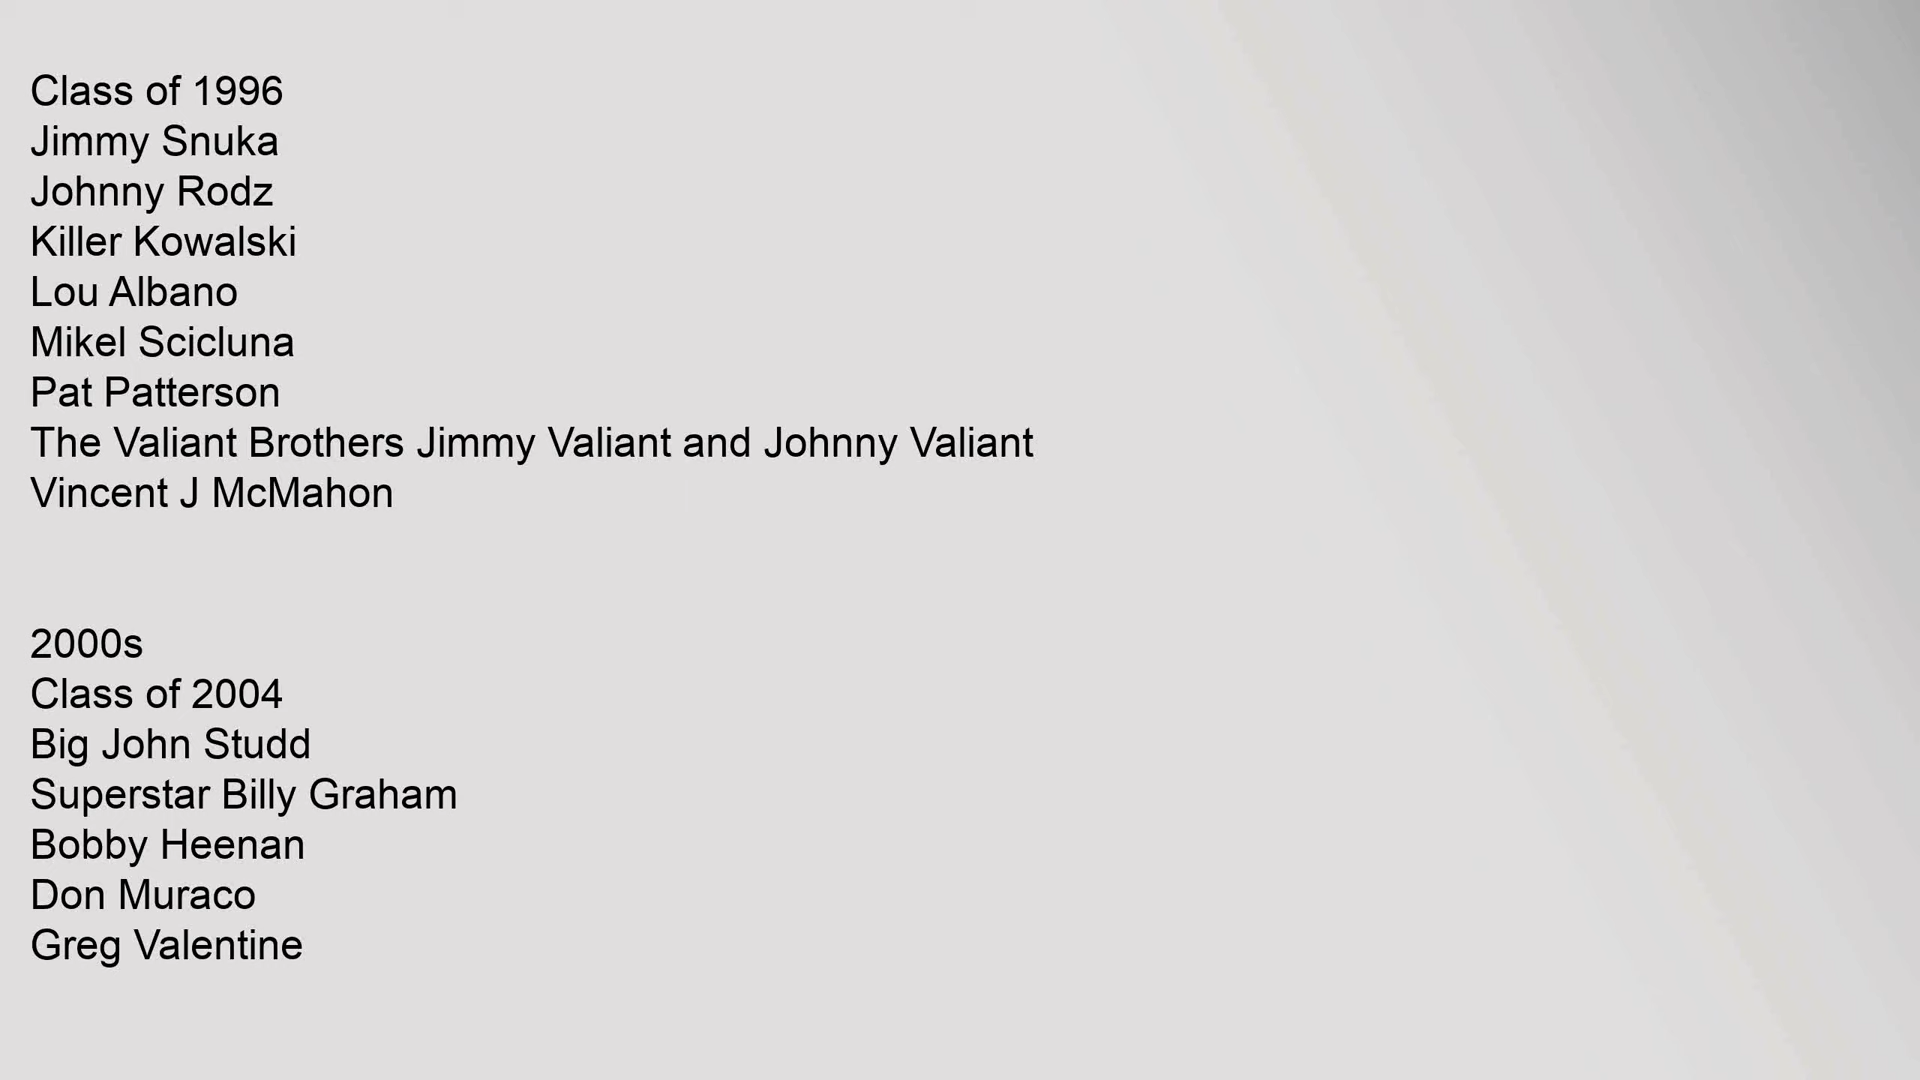 Class of 1996
Jimmy Snuka
Johnny Rodz
Killer Kowalski
Lou Albano
Mikel Scicluna
Pat Patterson
The Valiant Brothers Jimmy Valiant and Johnny Valiant
Vincent J McMahon
2000s
Class of 2004
Big John Studd
Superstar Billy Graham
Bobby Heenan
Don Muraco
Greg Valentine